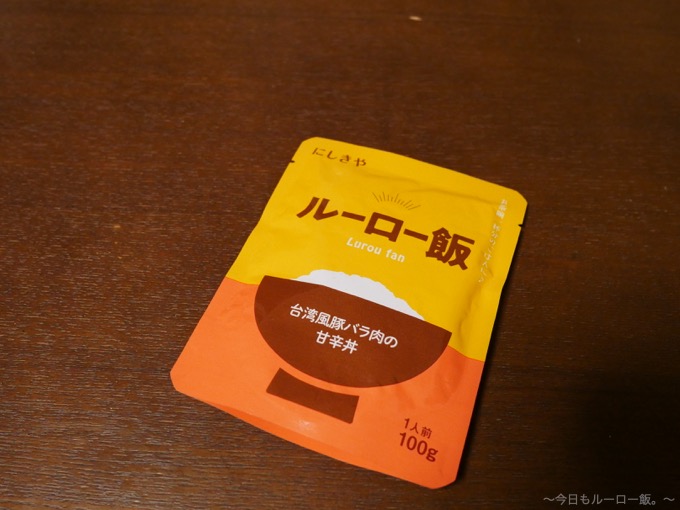 にしきや
ルーロー飯
Lurou fan
台湾風豚バラ肉の
甘辛丼
1人前
100g
〜今日もルーロー飯。〜